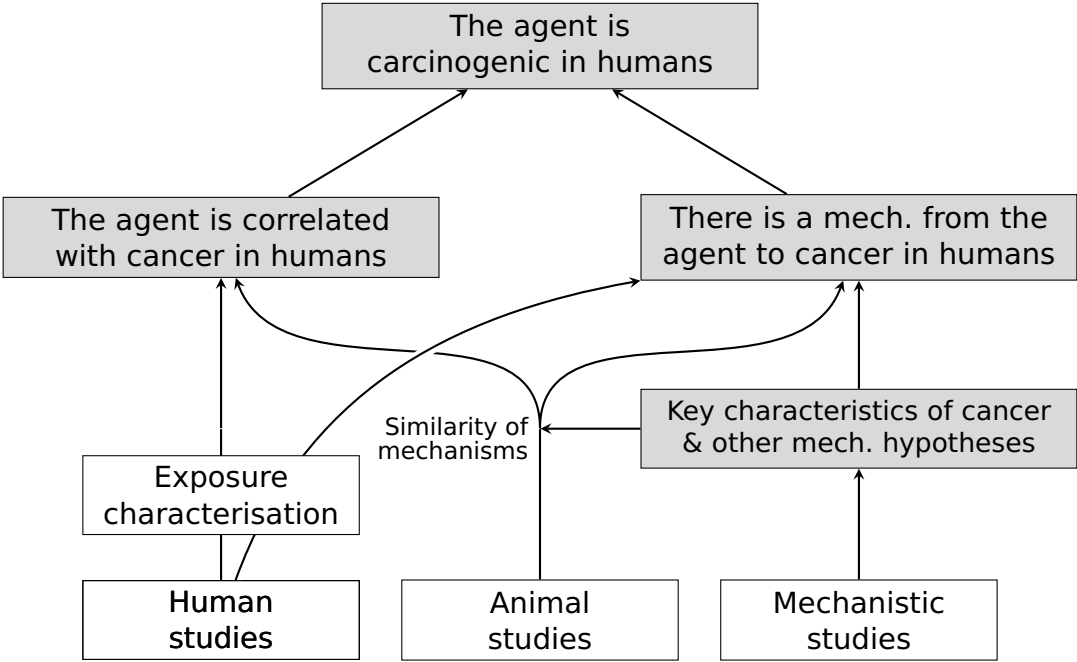 The agent is
carcinogenic in humans
The agent is correlated
with cancer in humans
There is a mech. from the
agent to cancer in humans
Similarity of
mechanisms
Key characteristics of cancer
& other mech. hypotheses
Exposure
characterisation
Human
studies
Animal
studies
Mechanistic
studies